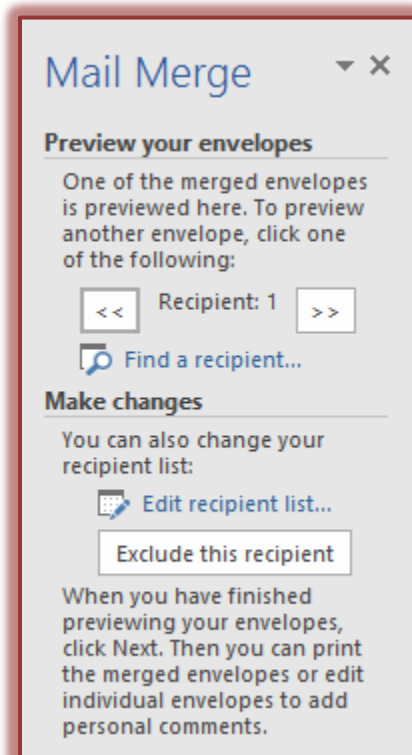 Mail Merge
Preview your envelopes
One of the merged envelopes
is previewed here. To preview
another envelope, click one
of the following:
<< Recipient: 1 >>
Find a recipient...
Make changes
You can also change your
recipient list:
Edit recipient list...
Exclude this recipient
When you have finished
previewing your envelopes,
click Next. Then you can print
the merged envelopes or edit
individual envelopes to add
personal comments.